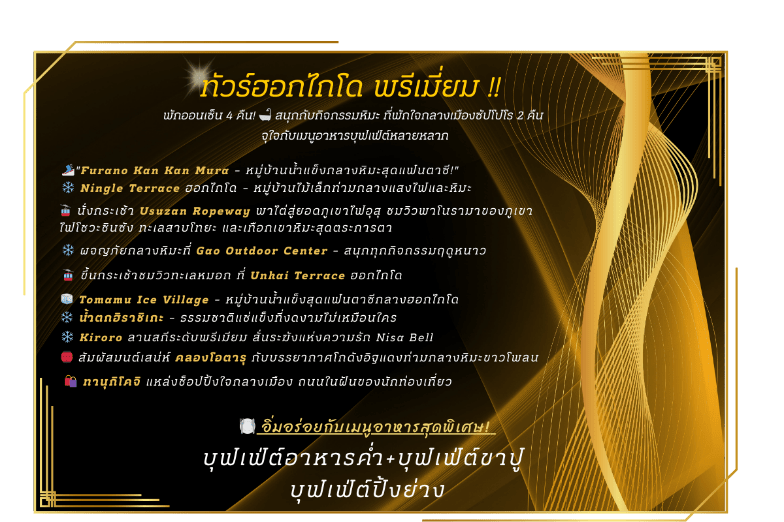 ทัวร์ฮอกไกโด พรีเมี่ยม !!
พักออนเซ็น 4 คืน! 🛁 สนุกกับกิจกรรมหิมะ ที่พักใจกลางเมืองซัปโปโร 2 คืน
จุใจกับเมนูอาหารบุฟเฟ่ต์หลายหลาก
🏂"Furano Kan Kan Mura – หมู่บ้านน้ำแข็งกลางหิมะสุดแฟนตาซี!"
❄️ Ningle Terrace ฮอกไกโด – หมู่บ้านไม้เล็กท่ามกลางแสงไฟและหิมะ
🚡 นั่งกระเช้า Usuzan Ropeway พาไต่สู่ยอดภูเขาไฟอุสุ ชมวิวพาโนรามาของภูเขา
ไฟโชวะชินซัง ทะเลสาบโทยะ และเทือกเขาหิมะสุดตระการตา
❄️ ผจญภัยกลางหิมะที่ Gao Outdoor Center – สนุกทุกกิจกรรมฤดูหนาว
🚡 ขึ้นกระเช้าชมวิวทะเลหมอก ที่ Unkai Terrace ฮอกไกโด
🧊 Tomamu Ice Village – หมู่บ้านน้ำแข็งสุดแฟนตาซีกลางฮอกไกโด
❄️ น้ำตกชิราชิเกะ – ธรรมชาติแช่แข็งที่งดงามไม่เหมือนใคร
❄️ Kiroro ลานสกีระดับพรีเมียม สั่นระฆังแห่งความรัก Nisa Bell
สัมผัสมนต์เสน่ห์ คลองโอตารุ กับบรรยากาศโกดังอิฐแดงท่ามกลางหิมะขาวโพลน
🛍️ ทานุกิโคจิ แหล่งช็อปปิ้งใจกลางเมือง ถนนในฝันของนักท่องเที่ยว
🍽️ อิ่มอร่อยกับเมนูอาหารสุดพิเศษ!
บุฟเฟ่ต์อาหารค่ำ+บุฟเฟ่ต์ขาปู
บุฟเฟ่ต์ปิ้งย่าง